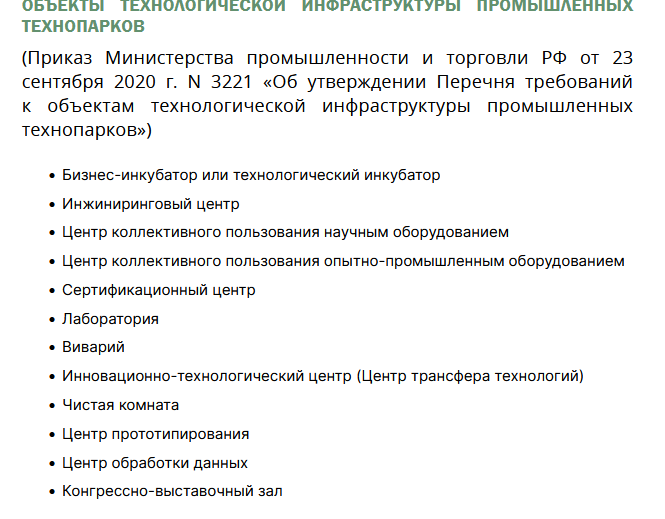 ОБЪЕКТЫ ТЕХНОЛОГИЧЕСКОЙ ИНФРАСТРУКТУРЫ ПРОМЫШЛЕННЫХ
ТЕХНОПАРКОВ
(Приказ Министерства промышленности и торговли РФ от 23
сентября 2020 г. N 3221 «Об утверждении Перечня требований
к объектам технологической инфраструктуры промышленных
технопарков»)
• Бизнес-инкубатор или технологический инкубатор
• Инжиниринговый центр
• Центр коллективного пользования научным оборудованием
• Центр коллективного пользования опытно-промышленным оборудованием
• Сертификационный центр
• Лаборатория
• Виварий
• Инновационно-технологический центр (Центр трансфера технологий)
• Чистая комната
• Центр прототипирования
• Центр обработки данных
• Конгрессно-выставочный зал